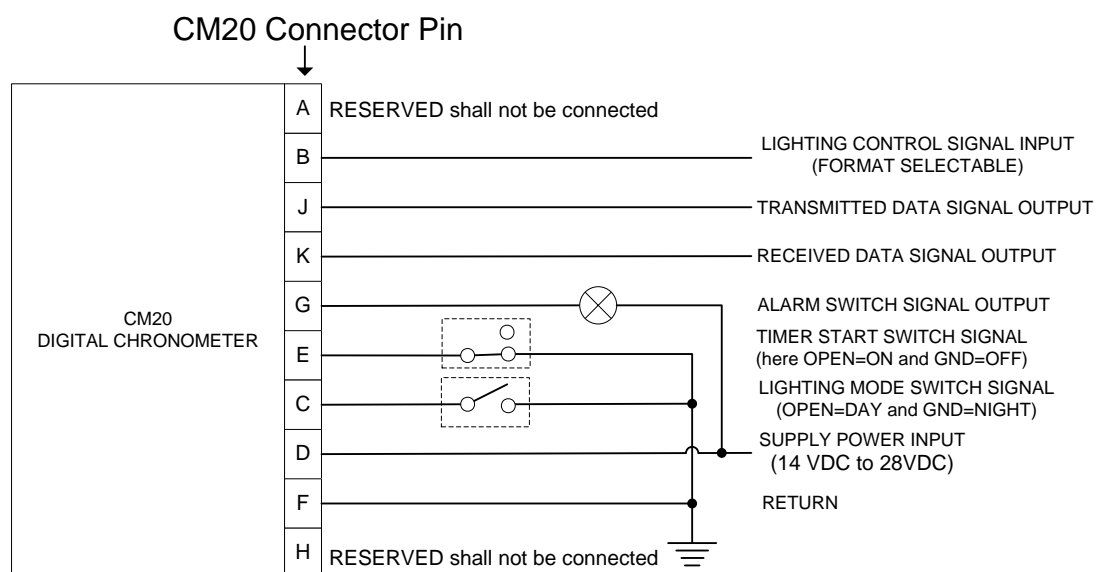 CM20 Connector Pin
A RESERVED shall not be connected
B LIGHTING CONTROL SIGNAL INPUT
(FORMAT SELECTABLE)
J TRANSMITTED DATA SIGNAL OUTPUT
K RECEIVED DATA SIGNAL OUTPUT
G ALARM SWITCH SIGNAL OUTPUT
CM20
DIGITAL CHRONOMETER
E TIMER START SWITCH SIGNAL
(here OPEN=ON and GND=OFF)
C LIGHTING MODE SWITCH SIGNAL
(OPEN=DAY and GND=NIGHT)
D SUPPLY POWER INPUT
(14 VDC to 28VDC)
F RETURN
H RESERVED shall not be connected